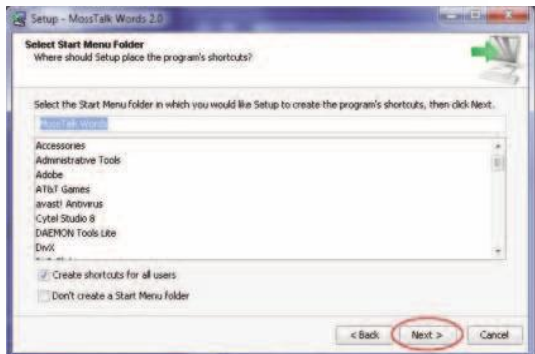 Setup - MossTalk Words 2.0
Select Start Menu Folder
Where should Setup place the program's shortcuts?
Select the Start Menu folder in which you would like Setup to create the program's shortcuts, then click Next.
MossTalk Words
Accessories
Administrative Tools
Adobe
AT&T Games
avast! Antivirus
Cytel Studio 8
DAEMON Tools Lite
DivX
Create shortcuts for all users
Don't create a Start Menu folder
< Back Next > Cancel